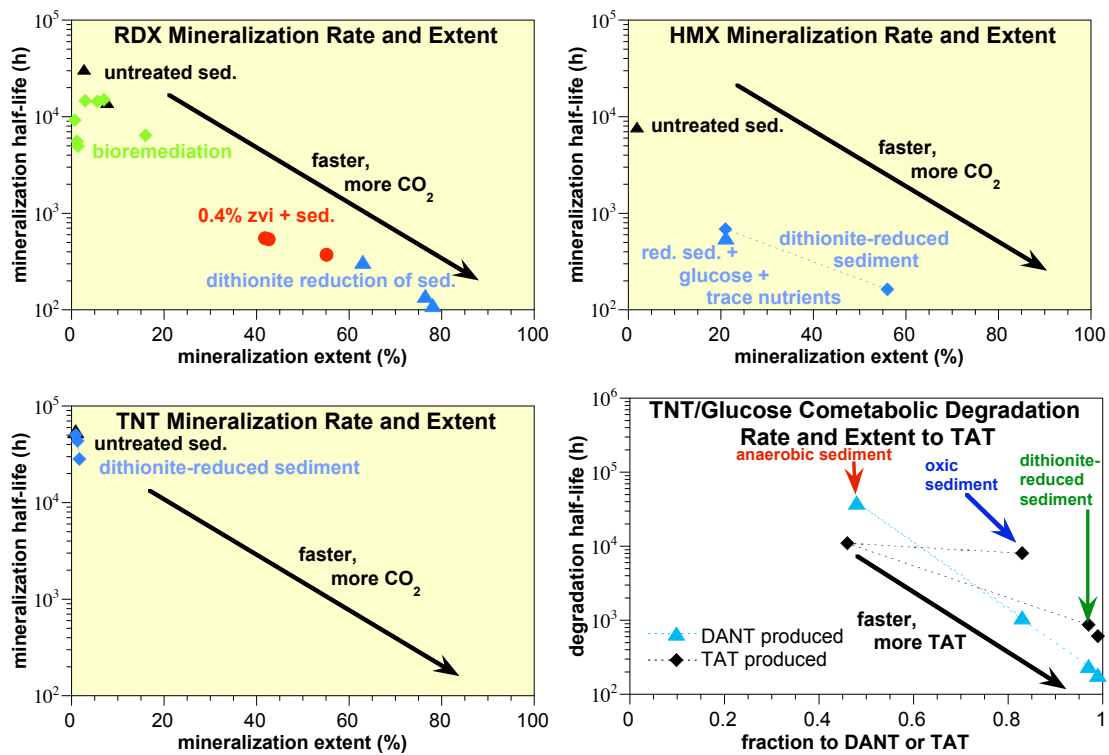 RDX Mineralization Rate and Extent
10^5
10^4
10^3
10^2
mineralization half-life (h)
untreated sed.
bioremediation
faster,
more CO2
0.4% zvi + sed.
dithionite reduction of sed.
0 20 40 60 80 100
mineralization extent (%)
HMX Mineralization Rate and Extent
10^5
10^4
10^3
10^2
mineralization half-life (h)
untreated sed.
faster,
more CO2
dithionite-reduced
sediment
red. sed. +
glucose +
trace nutrients
0 20 40 60 80 100
mineralization extent (%)
TNT Mineralization Rate and Extent
10^5
10^4
10^3
10^2
mineralization half-life (h)
untreated sed.
dithionite-reduced sediment
faster,
more CO2
0 20 40 60 80 100
mineralization extent (%)
TNT/Glucose Cometabolic Degradation
Rate and Extent to TAT
10^6
10^5
10^4
10^3
10^2
degradation half-life (h)
anaerobic sediment
oxic
sediment
dithionite-
reduced
sediment
faster,
more TAT
DANT produced
TAT produced
0 0.2 0.4 0.6 0.8 1
fraction to DANT or TAT